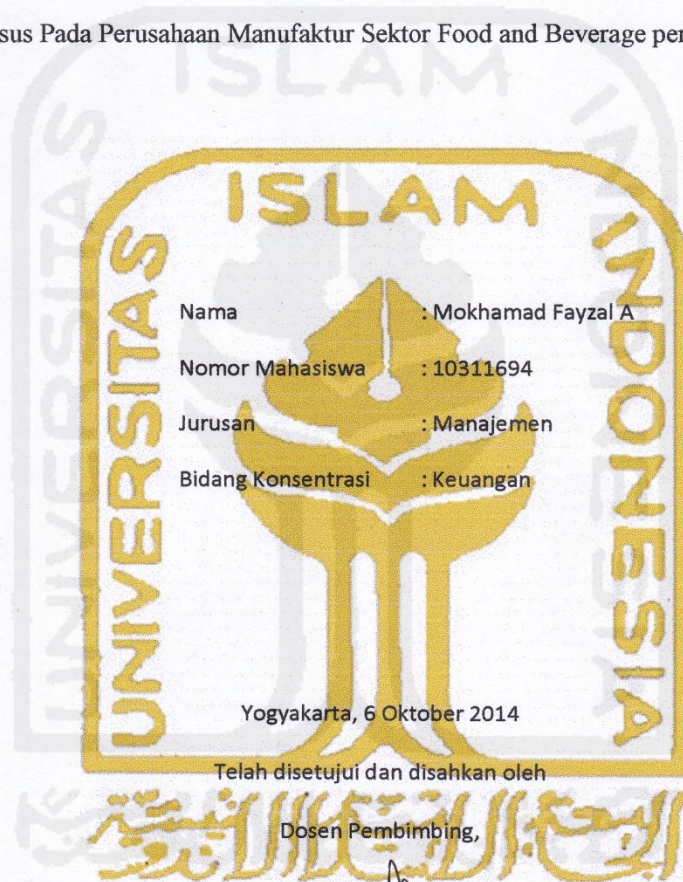 sus Pada Perusahaan Manufaktur Sektor Food and Beverage per
UNIVERSITAS ISLAM INDONESIA
Nama : Mokhamad Fayzal A
Nomor Mahasiswa : 10311694
Jurusan : Manajemen
Bidang Konsentrasi : Keuangan
Yogyakarta, 6 Oktober 2014
Telah disetujui dan disahkan oleh
Dosen Pembimbing,